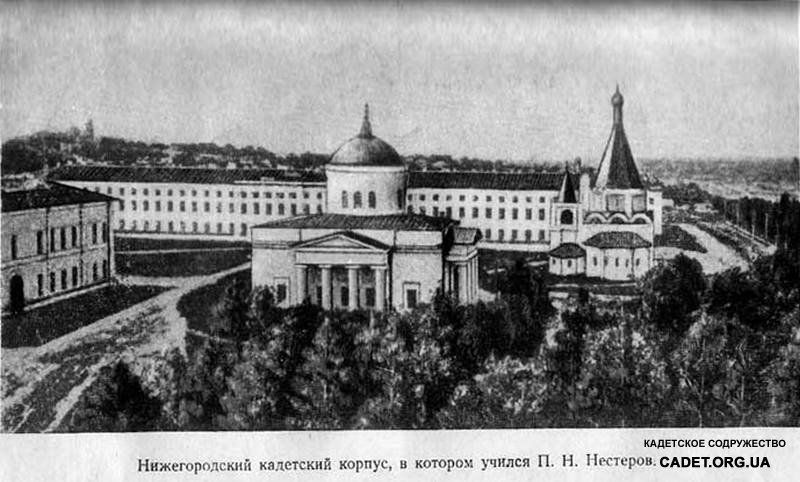 КАДЕТСКОЕ СОДРУЖЕСТВО
Нижегородский кадетский корпус, в котором учился П. Н. Нестеров.
CADET.ORG.UA